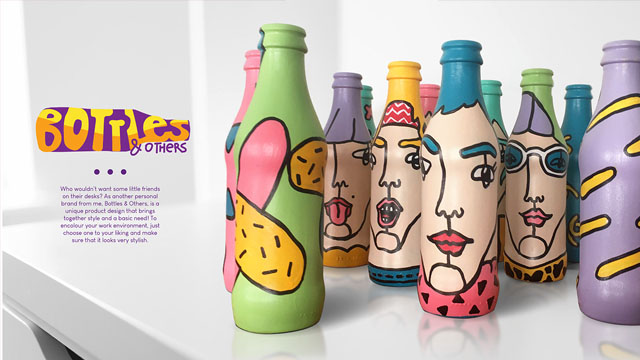 BOTTLES
& OTHERS
Who wouldn't want some little friends
on their desks? As another personal
brand from me, Bottles & Others, is a
unique product design that brings
together style and a basic need! To
encolour your work environment, just
choose one to your liking and make
sure that it looks very stylish.